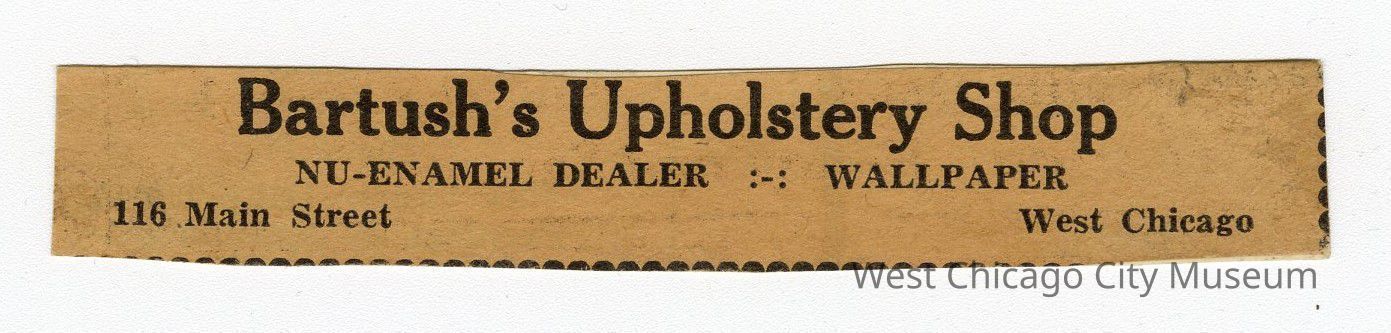 Bartush's Upholstery Shop
NU-ENAMEL DEALER :-: WALLPAPER
116 Main Street West Chicago
West Chicago City Museum